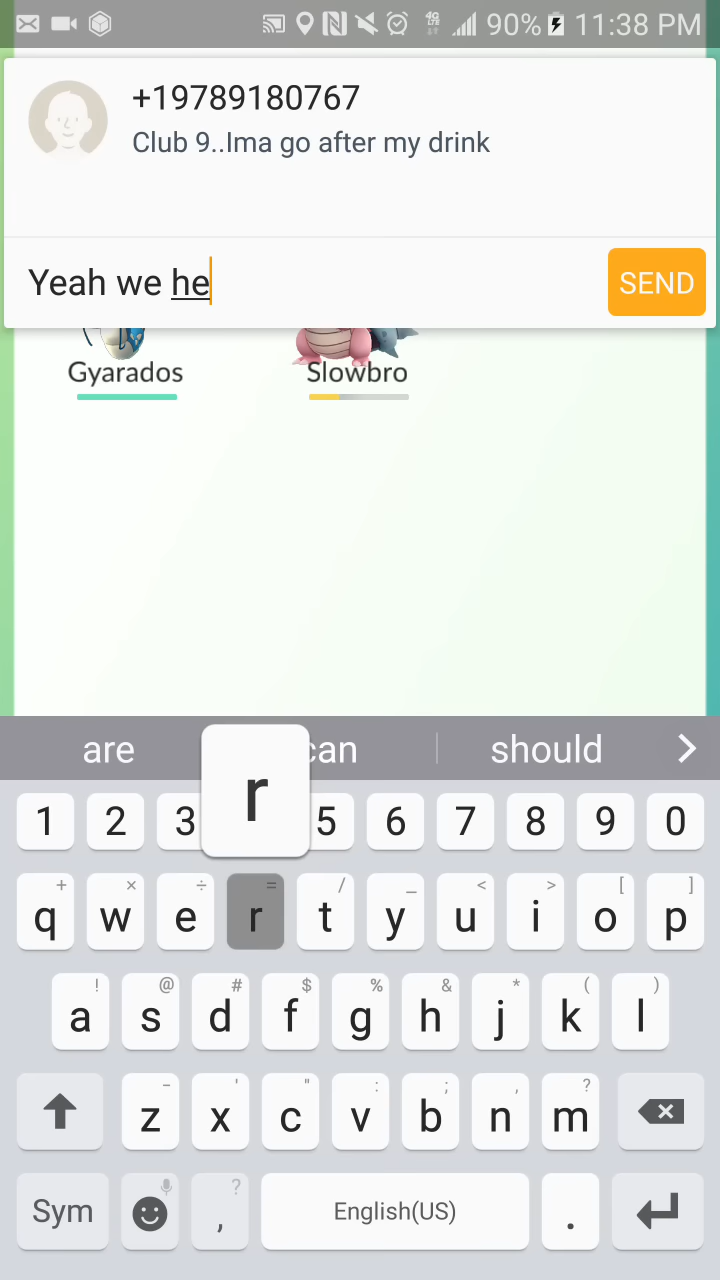 90% 11:38 PM
+19789180767
Club 9..Ima go after my drink
Yeah we he
SEND
Gyarados Slowbro
are can should
r
1 2 3 5 6 7 8 9 0
+ × ÷ = / _ < > [ ]
q w e r t y u i o p
! @ # $ % & * ( )
a s d f g h j k l
- ' " : ; , ?
z x c v b n m
?
Sym , English(US) .